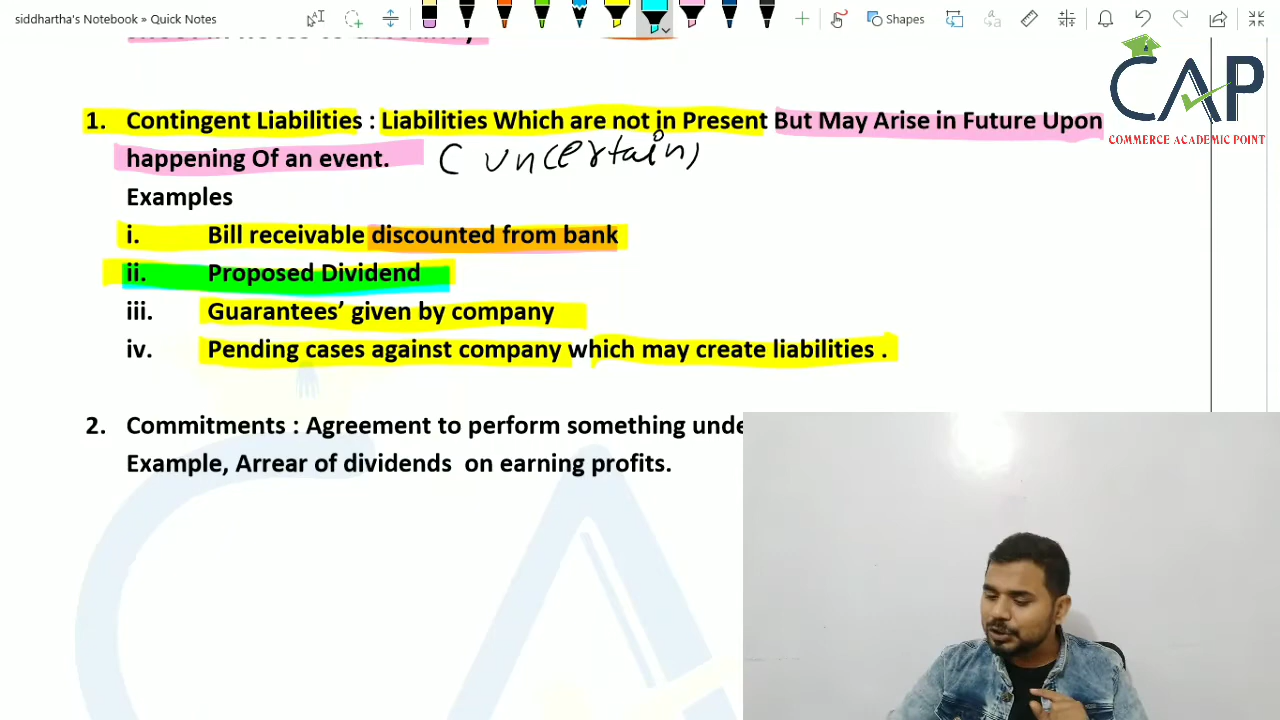 siddhartha's Notebook » Quick Notes
Shapes
CAP
COMMERCE ACADEMIC POINT
1. Contingent Liabilities : Liabilities Which are not in Present But May Arise in Future Upon
happening Of an event. ( uncertain)
Examples
i. Bill receivable discounted from bank
ii. Proposed Dividend
iii. Guarantees’ given by company
iv. Pending cases against company which may create liabilities .
2. Commitments : Agreement to perform something unde
Example, Arrear of dividends on earning profits.